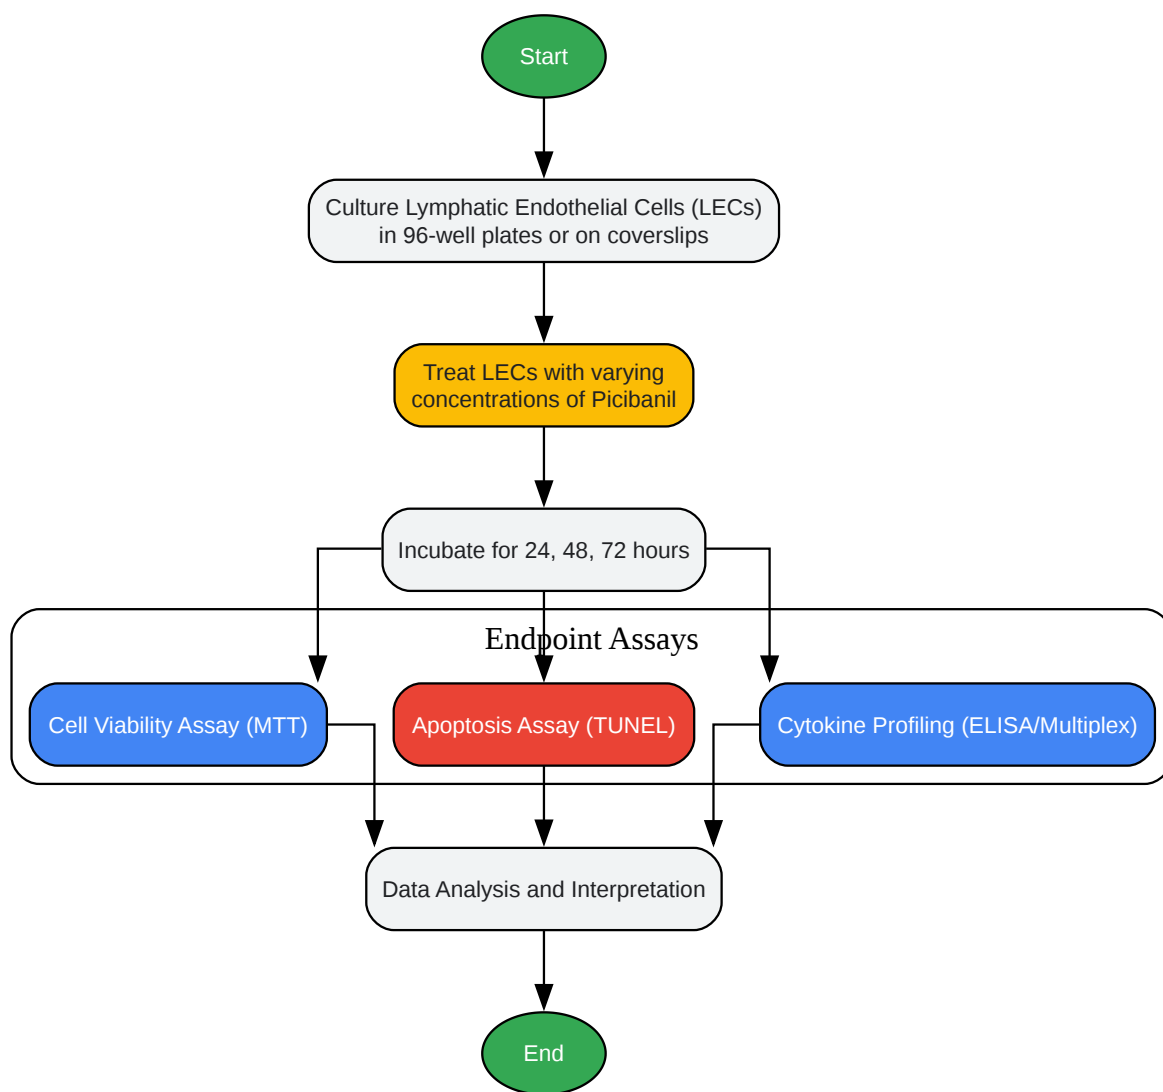 Start
Culture Lymphatic Endothelial Cells (LECs)
in 96-well plates or on coverslips
Treat LECs with varying
concentrations of Picibanil
Incubate for 24, 48, 72 hours
Endpoint Assays
Cell Viability Assay (MTT)
Apoptosis Assay (TUNEL)
Cytokine Profiling (ELISA/Multiplex)
Data Analysis and Interpretation
End